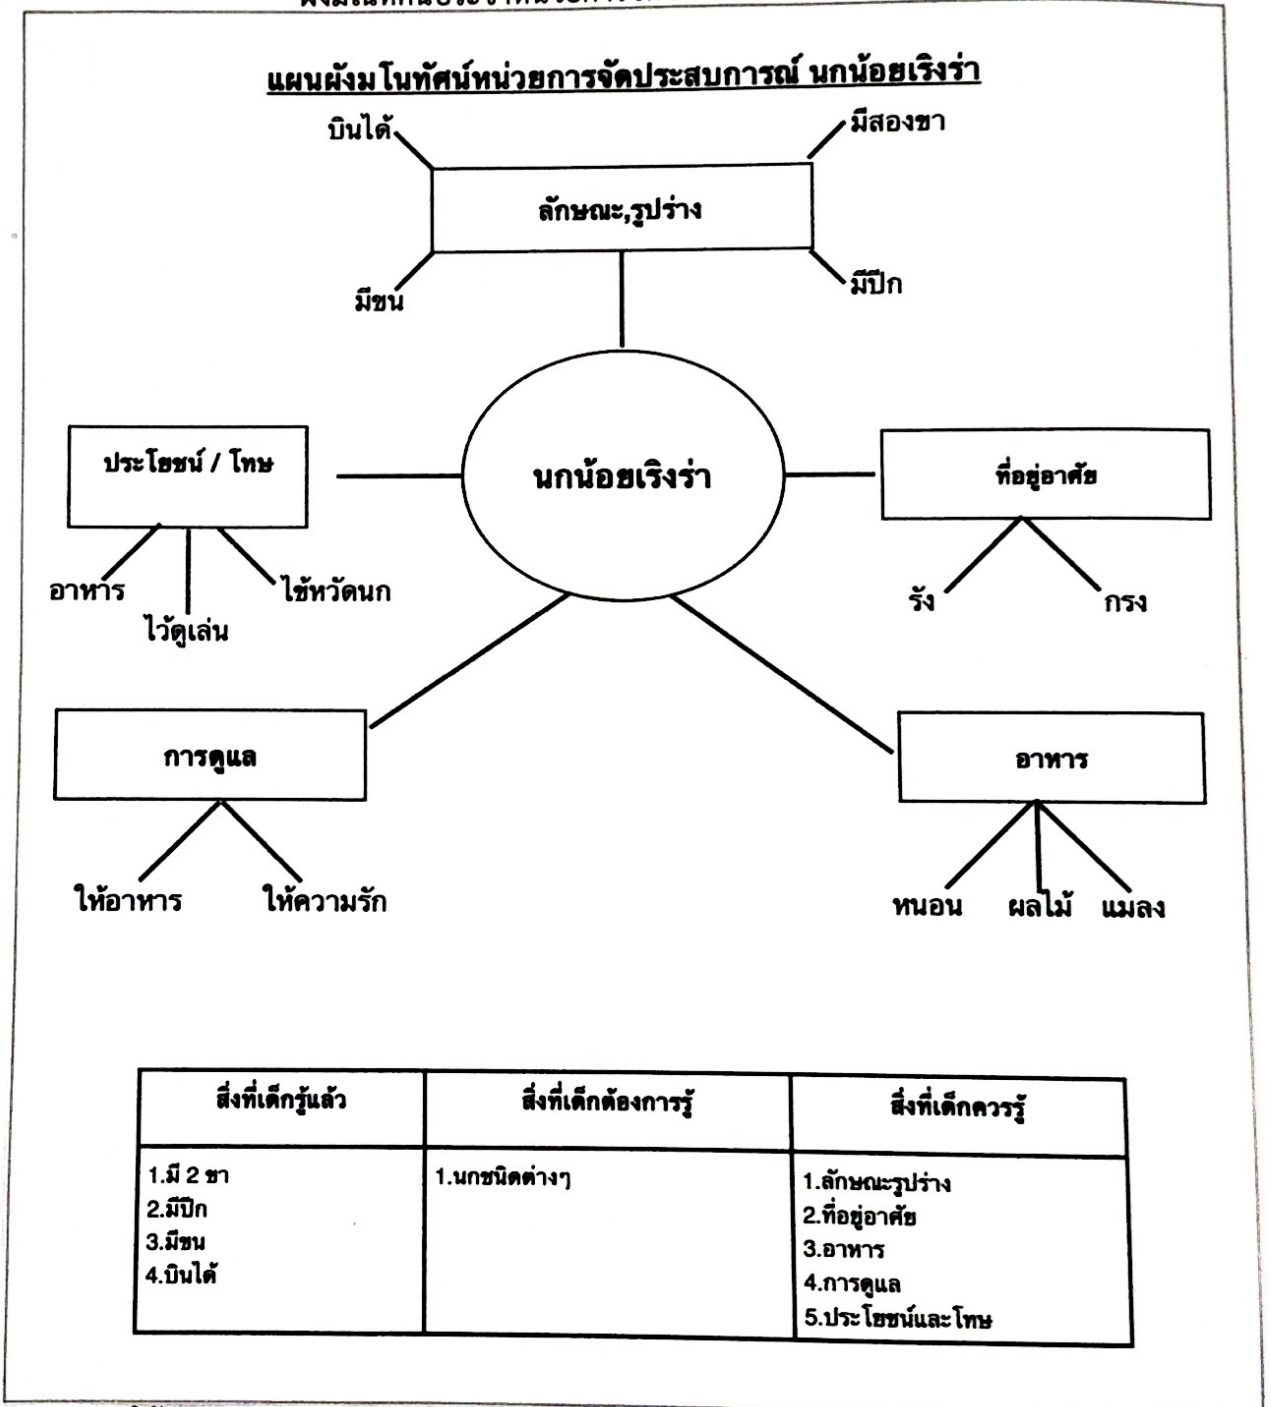 แผนผังมโนทัศน์หน่วยการจัดประสบการณ์ นกน้อยเริงร่า
บินได้
มีสองขา
ลักษณะ,รูปร่าง
มีขน
มีปีก
ประโยชน์ / โทษ
นกน้อยเริงร่า
ที่อยู่อาศัย
อาหาร
ไว้ดูเล่น
ไข้หวัดนก
รัง
กรง
การดูแล
อาหาร
ให้อาหาร
ให้ความรัก
หนอน
ผลไม้
แมลง
สิ่งที่เด็กรู้แล้ว
สิ่งที่เด็กต้องการรู้
สิ่งที่เด็กควรรู้
1.มี 2 ขา
2.มีปีก
3.มีขน
4.บินได้
1.นกชนิดต่างๆ
1.ลักษณะรูปร่าง
2.ที่อยู่อาศัย
3.อาหาร
4.การดูแล
5.ประโยชน์และโทษ